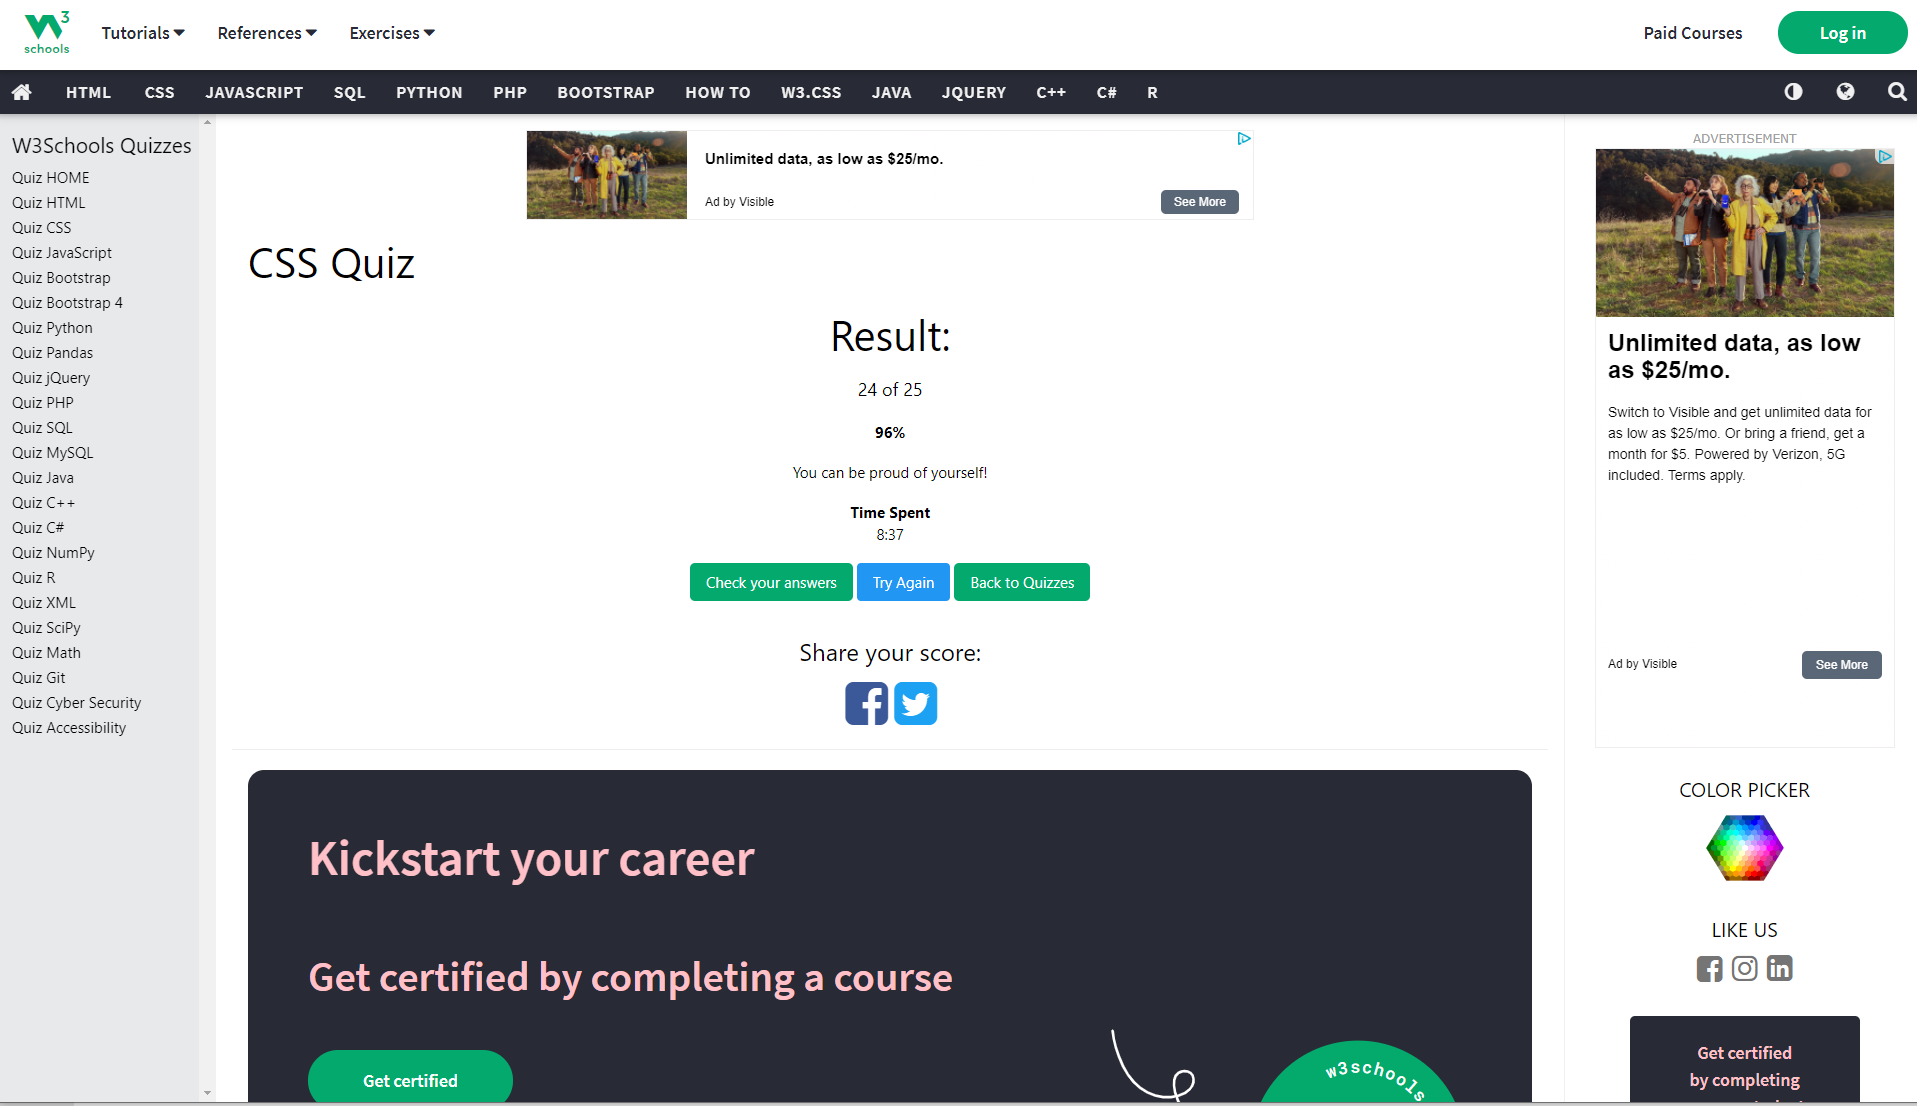 3
schools
Tutorials
References
Exercises
Paid Courses
Log in
HTML
CSS
JAVASCRIPT
SQL
PYTHON
PHP
BOOTSTRAP
HOW TO
W3.CSS
JAVA
JQUERY
C++
C#
R
W3Schools Quizzes
Quiz HOME
Quiz HTML
Quiz CSS
Quiz JavaScript
Quiz Bootstrap
Quiz Bootstrap 4
Quiz Python
Quiz Pandas
Quiz jQuery
Quiz PHP
Quiz SQL
Quiz MySQL
Quiz Java
Quiz C++
Quiz C#
Quiz NumPy
Quiz R
Quiz XML
Quiz SciPy
Quiz Math
Quiz Git
Quiz Cyber Security
Quiz Accessibility
Unlimited data, as low as $25/mo.
Ad by Visible
See More
CSS Quiz
Result:
24 of 25
96%
You can be proud of yourself!
Time Spent
8:37
Check your answers
Try Again
Back to Quizzes
Share your score:
Kickstart your career
Get certified by completing a course
Get certified
w3schools
ADVERTISEMENT
Unlimited data, as low
as $25/mo.
Switch to Visible and get unlimited data for
as low as $25/mo. Or bring a friend, get a
month for $5. Powered by Verizon, 5G
included. Terms apply.
Ad by Visible
See More
COLOR PICKER
LIKE US
Get certified
by completing